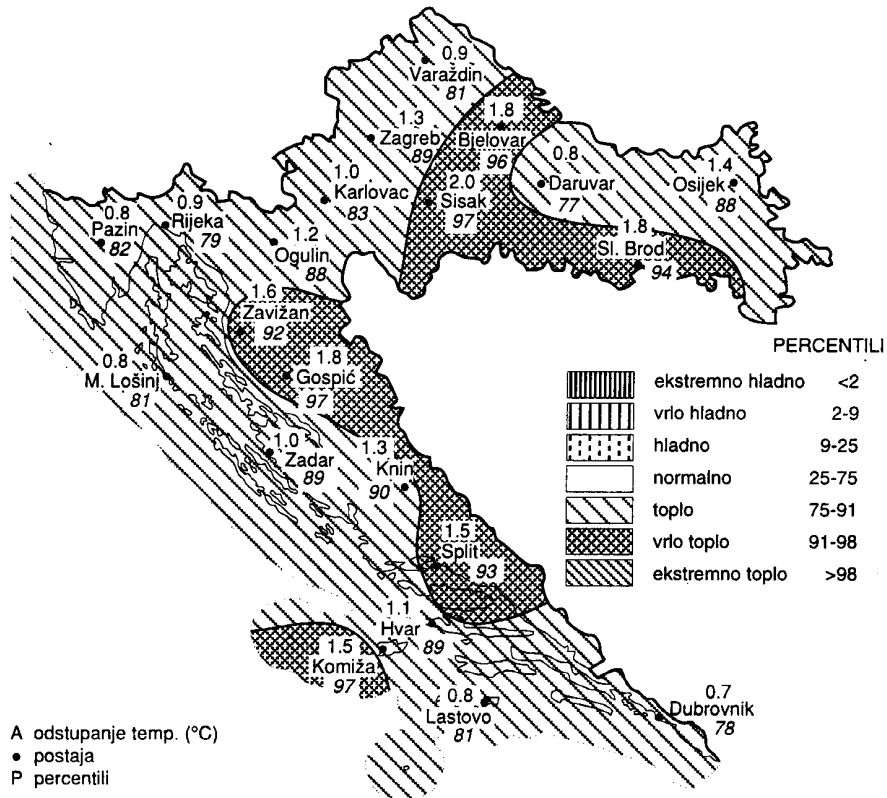 0.9
Varaždin
81
1.3
Zagreb
89
1.8
Bjelovar
96
0.8
Daruvar
77
1.4
Osijek
88
1.0
Karlovac
83
2.0
Sisak
97
1.8
Sl. Brod
94
0.8
Pazin
82
0.9
Rijeka
79
1.2
Ogulin
88
1.6
Zavižan
92
1.8
Gospić
97
0.8
M. Lošinj
81
1.0
Zadar
89
1.3
Knin
90
1.5
Split
93
1.1
Hvar
89
1.5
Komiža
97
0.8
Lastovo
81
0.7
Dubrovnik
78
PERCENTILI
ekstremno hladno <2
vrlo hladno 2-9
hladno 9-25
normalno 25-75
toplo 75-91
vrlo toplo 91-98
ekstremno toplo >98
A odstupanje temp. (°C)
• postaja
P percentili